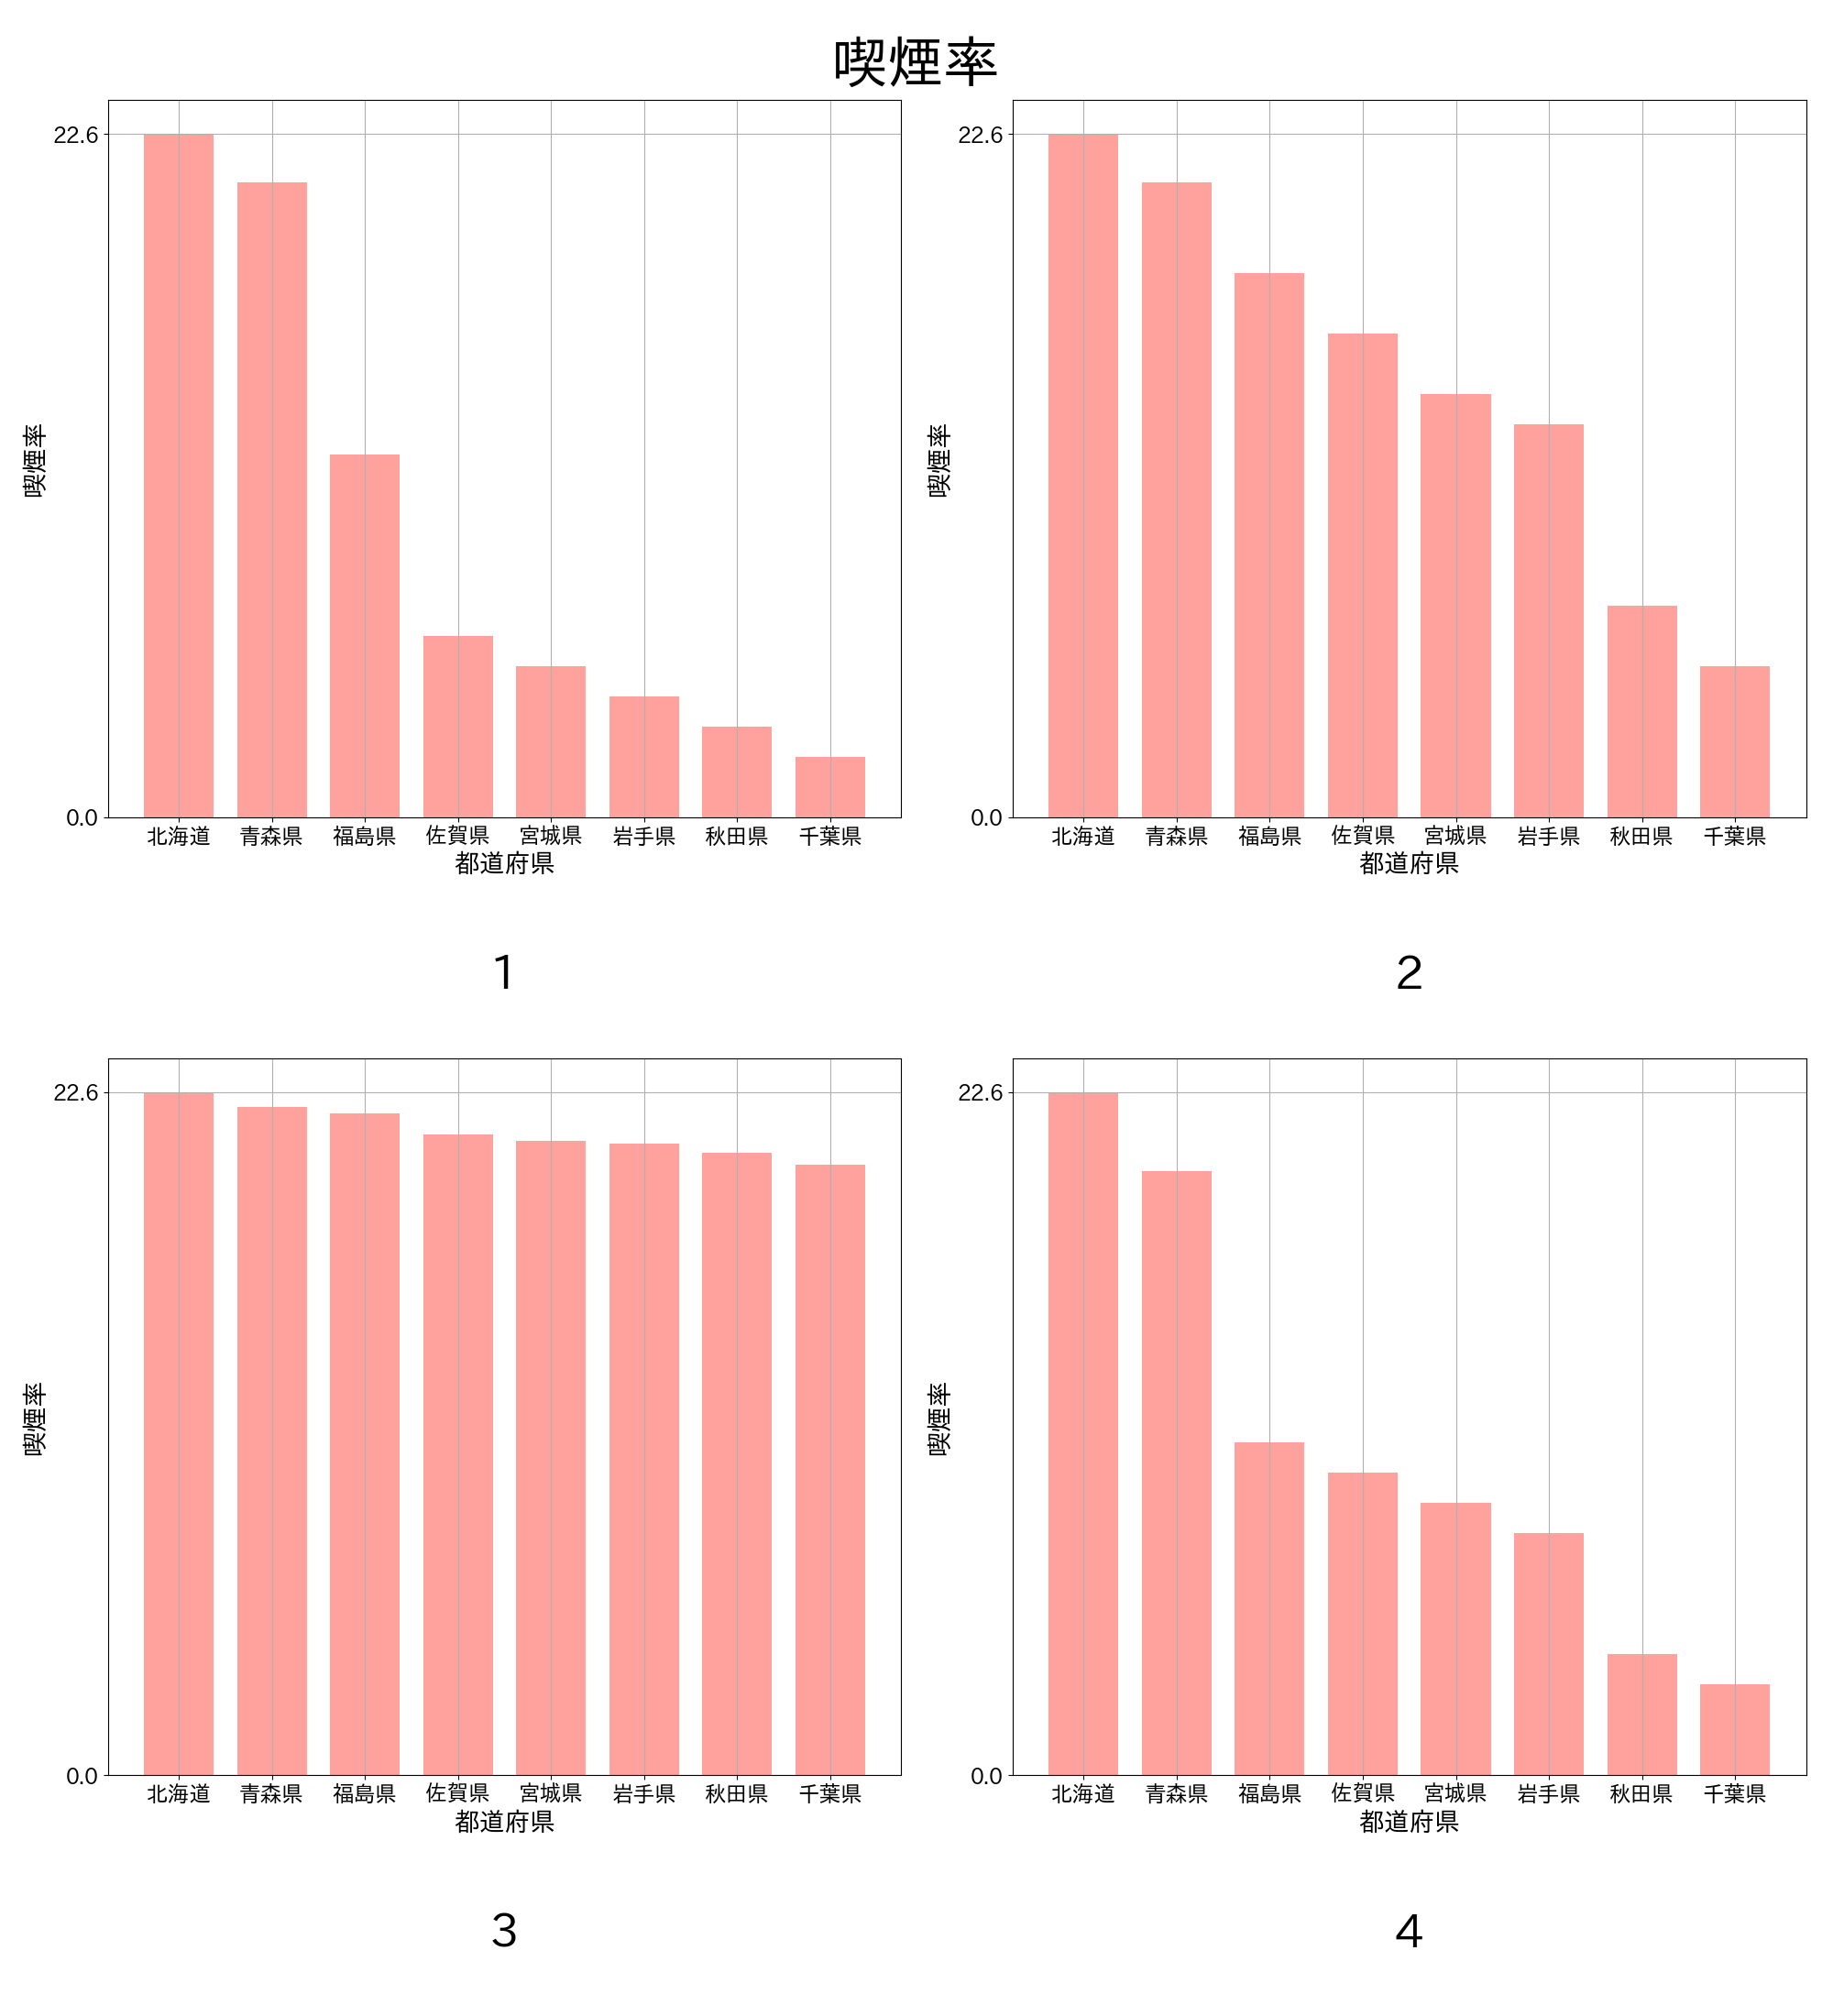 喫煙率
22.6
0.0
喫煙率
北海道 青森県 福島県 佐賀県 宮城県 岩手県 秋田県 千葉県
都道府県
1
22.6
0.0
喫煙率
北海道 青森県 福島県 佐賀県 宮城県 岩手県 秋田県 千葉県
都道府県
2
22.6
0.0
喫煙率
北海道 青森県 福島県 佐賀県 宮城県 岩手県 秋田県 千葉県
都道府県
3
22.6
0.0
喫煙率
北海道 青森県 福島県 佐賀県 宮城県 岩手県 秋田県 千葉県
都道府県
4